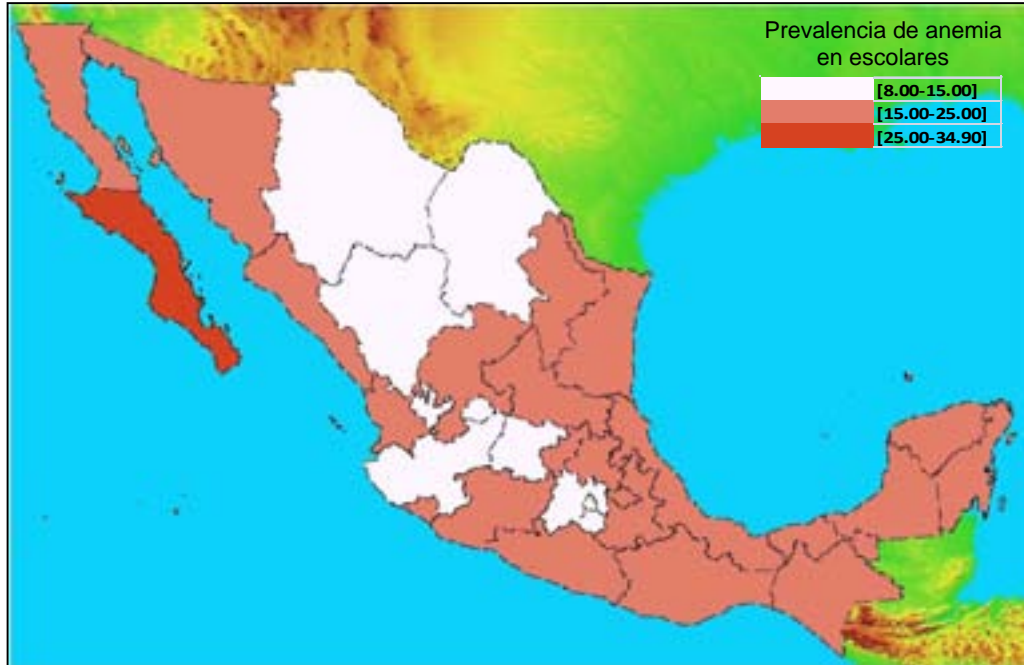 Prevalencia de anemia
en escolares
[8.00-15.00]
[15.00-25.00]
[25.00-34.90]